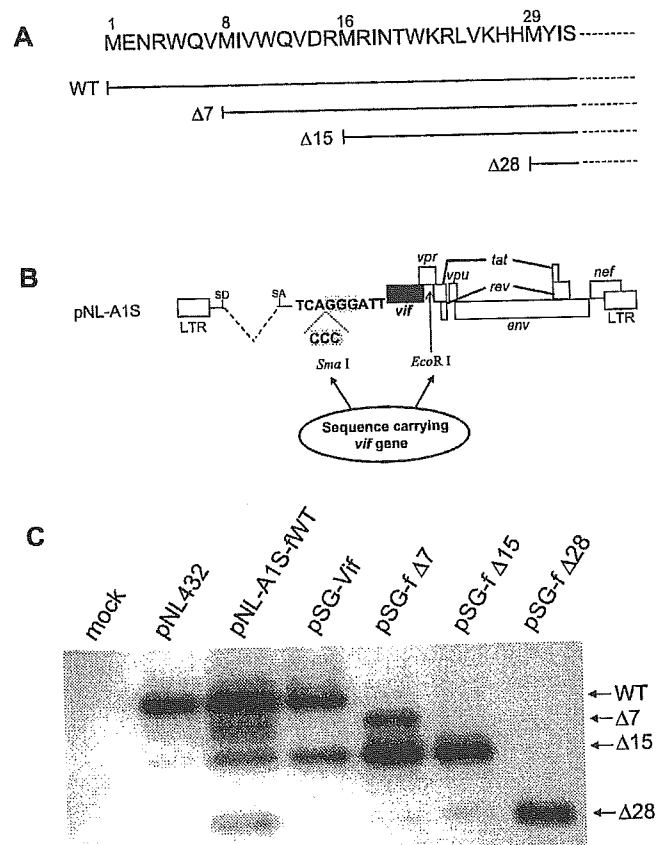 A
1 8 16 29
MENRWQVMIVWQVDRMRINTWKRLVKHHMYIS
WT
Δ7
Δ15
Δ28
B
pNL-A1S
LTR
SD
SA
TCAGGGATT
CCC
vif
vpr
vpu
tat
rev
env
nef
LTR
Sma I
EcoR I
Sequence carrying
vif gene
C
mock
pNL432
pNL-A1S-fWT
pSG-Vif
pSG-f Δ7
pSG-f Δ15
pSG-f Δ28
WT
Δ7
Δ15
Δ28